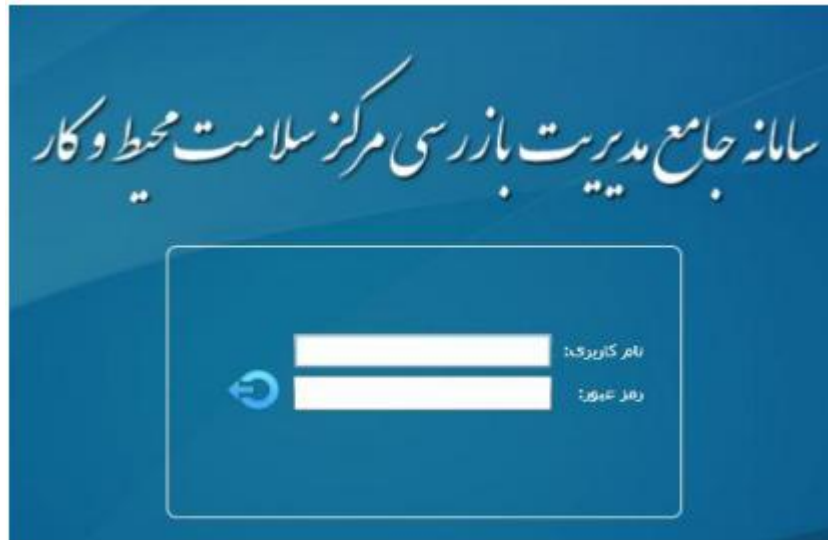 سامانه جامع مدیریت بازرسی مرکز سلامت محیط و کار
نام کاربری:
رمز عبور: